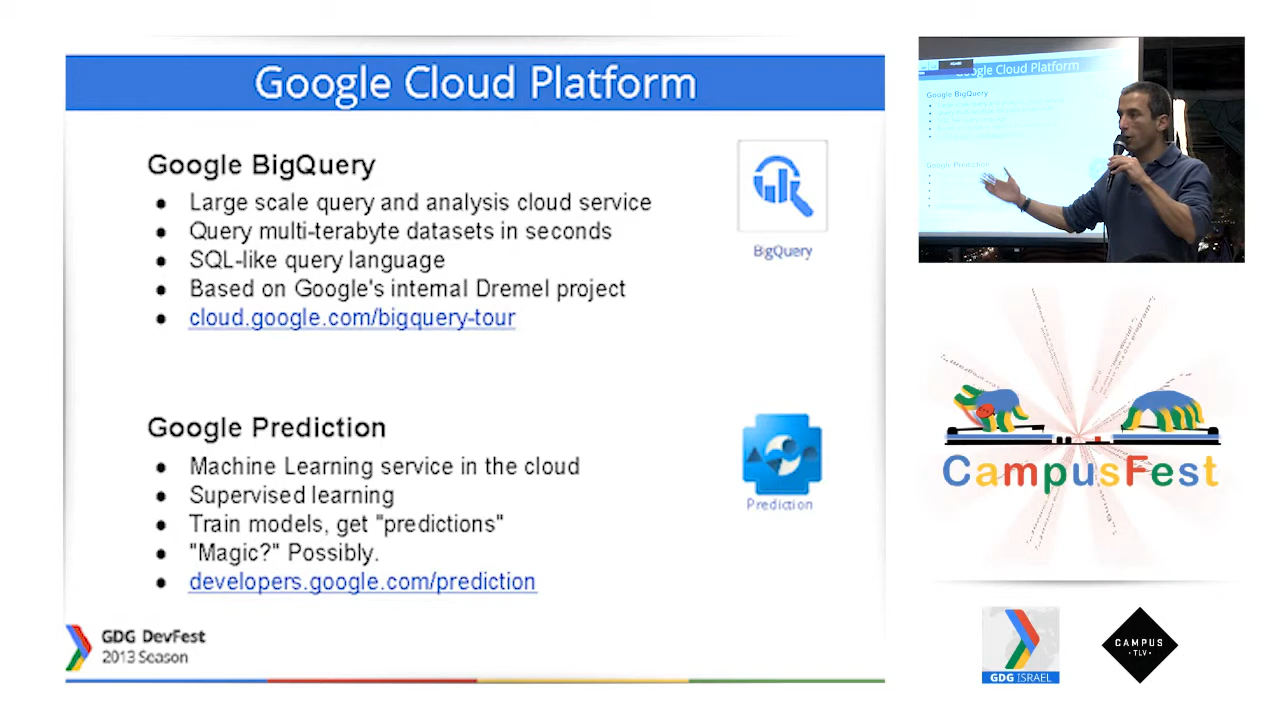 Google Cloud Platform
Google BigQuery
● Large scale query and analysis cloud service
● Query multi-terabyte datasets in seconds
● SQL-like query language
● Based on Google's internal Dremel project
● cloud.google.com/bigquery-tour
BigQuery
Google Prediction
● Machine Learning service in the cloud
● Supervised learning
● Train models, get "predictions"
● "Magic?" Possibly.
● developers.google.com/prediction
Prediction
GDG DevFest
2013 Season
Google Cloud Platform
Google BigQuery
Google Prediction
CampusFest
GDG ISRAEL
CAMPUS
TLV